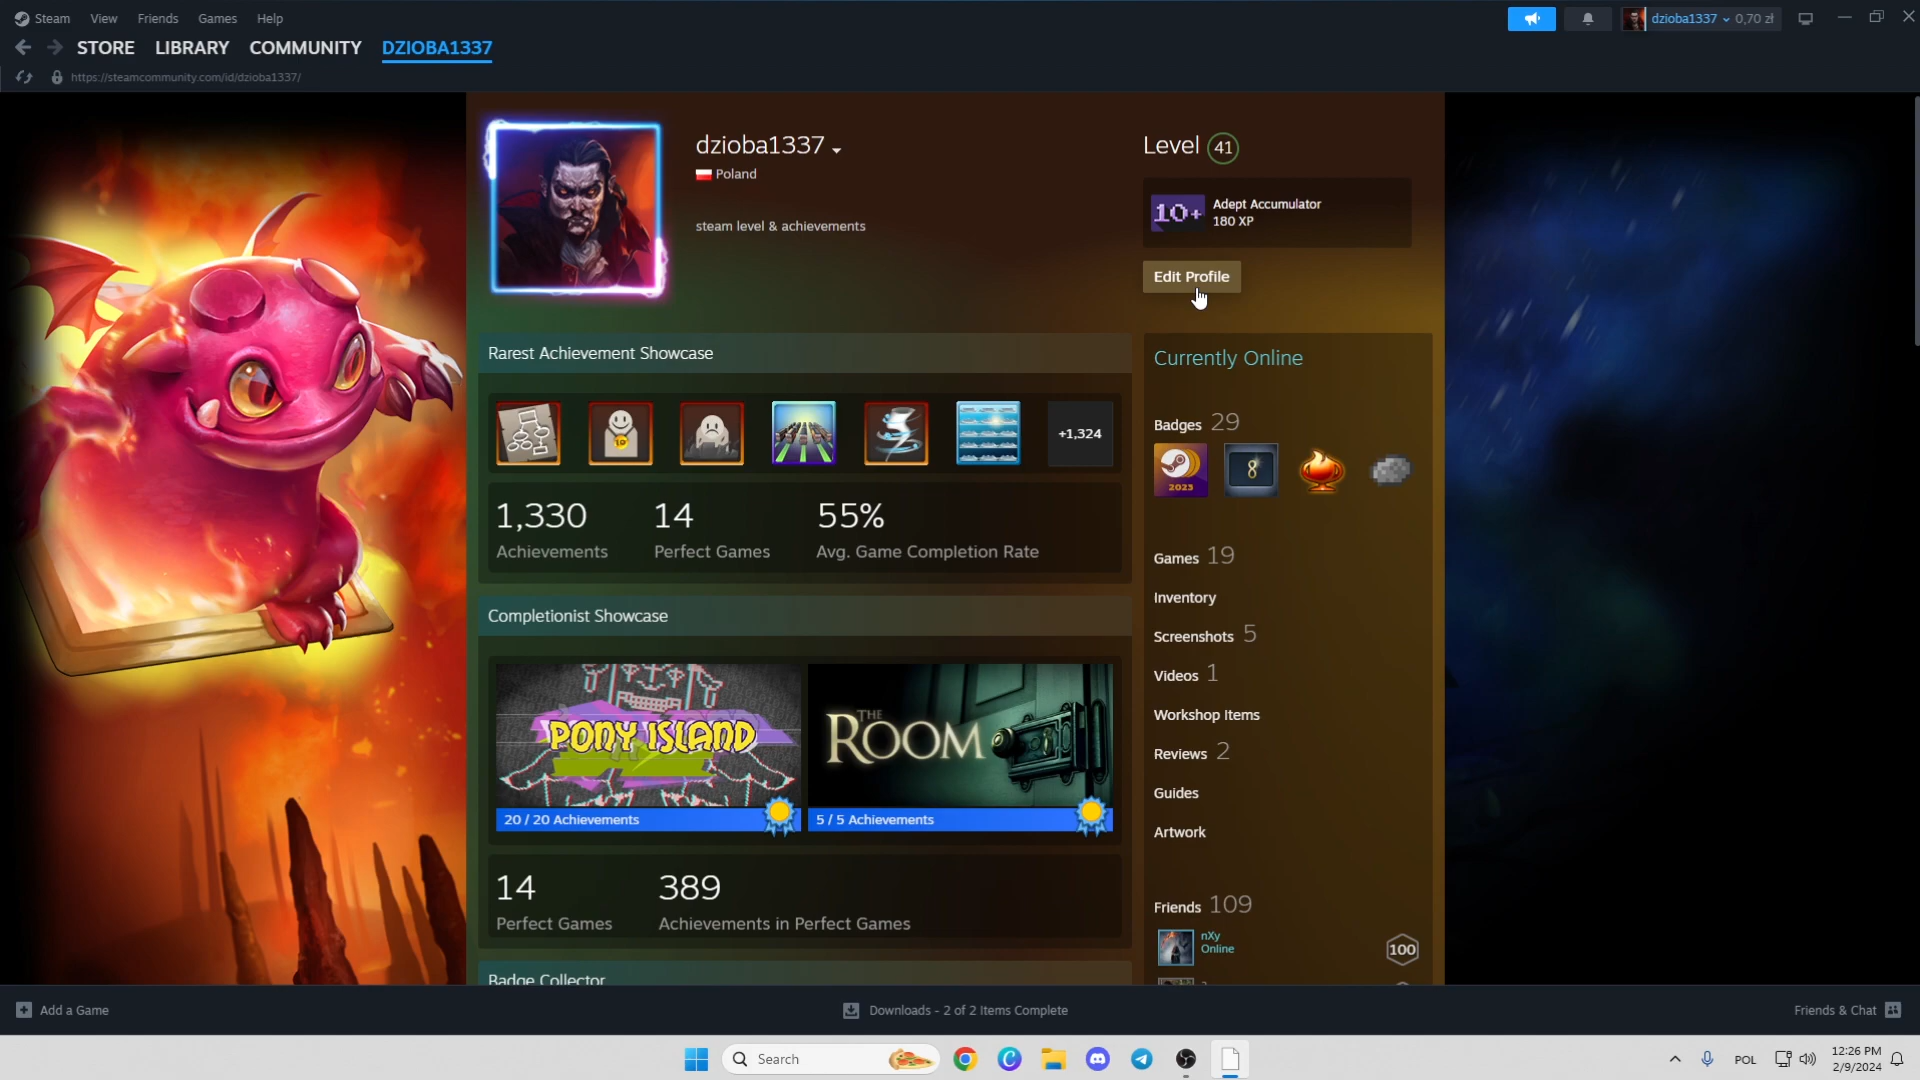 Steam View Friends Games Help
dzioba1337 0,70 zł
STORE LIBRARY COMMUNITY DZIOBA1337
https://steamcommunity.com/id/dzioba1337/
dzioba1337
Poland
steam level & achievements
Level 41
10+
Adept Accumulator
180 XP
Edit Profile
Rarest Achievement Showcase
+1,324
1,330 14 55%
Achievements Perfect Games Avg. Game Completion Rate
Completionist Showcase
PONY ISLAND
THE ROOM
20 / 20 Achievements
5 / 5 Achievements
14 389
Perfect Games Achievements in Perfect Games
Badge Collector
Currently Online
Badges 29
2023
8
Games 19
Inventory
Screenshots 5
Videos 1
Workshop Items
Reviews 2
Guides
Artwork
Friends 109
nXy
Online
100
Add a Game
Downloads - 2 of 2 Items Complete
Friends & Chat
Search
POL
12:26 PM
2/9/2024